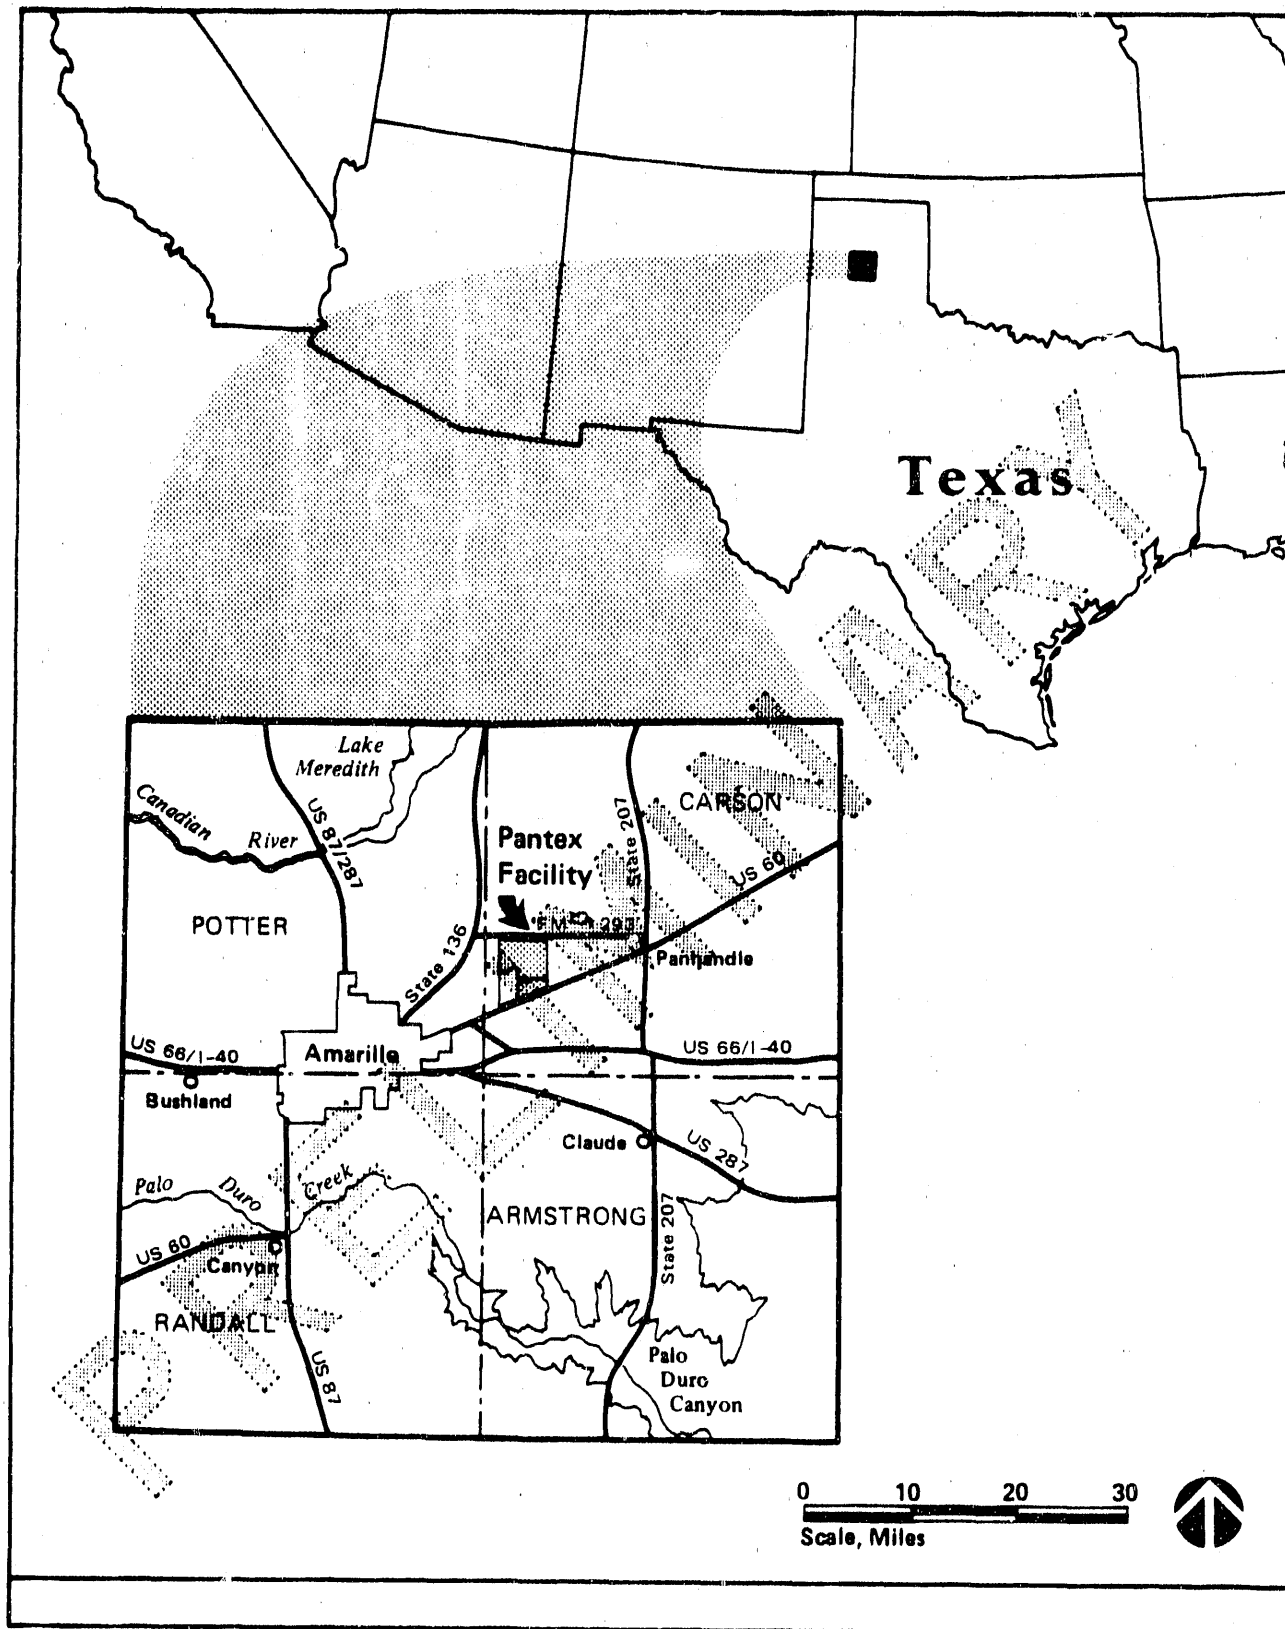 Texas
Lake
Meredith
Canadian
River
US 87/287
State 207
CARSON
Pantex
Facility
US 60
POTTER
State 136
Panhandle
US 66/I-40
Amarillo
US 66/I-40
Bushland
Claude
US 287
Palo
Duro
Creek
ARMSTRONG
State 207
US 60
Canyon
RANDALL
US 87
Palo
Duro
Canyon
0 10 20 30
Scale, Miles
PRELIMINARY